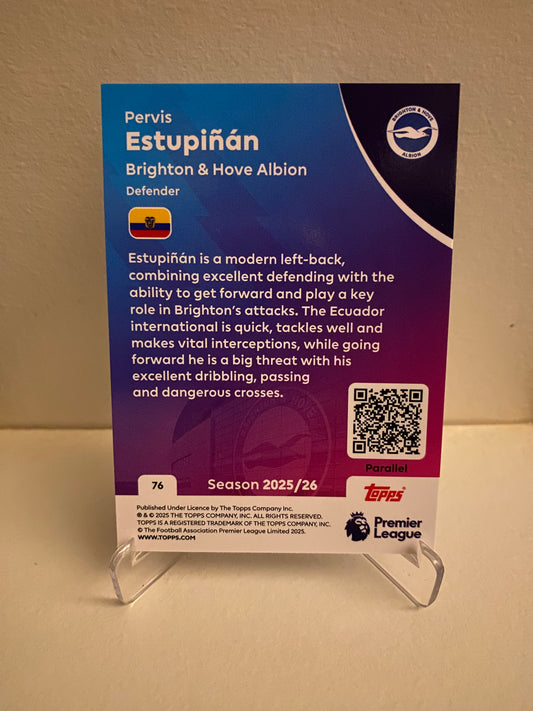 Pervis
Estupiñán
Brighton & Hove Albion
Defender
BRIGHTON & HOVE
ALBION
Estupiñán is a modern left-back,
combining excellent defending with the
ability to get forward and play a key
role in Brighton's attacks. The Ecuador
international is quick, tackles well and
makes vital interceptions, while going
forward he is a big threat with his
excellent dribbling, passing
and dangerous crosses.
Parallel
76
Season 2025/26
Topps
Published Under Licence by The Topps Company Inc.
® & © 2025 THE TOPPS COMPANY, INC. ALL RIGHTS RESERVED.
TOPPS IS A REGISTERED TRADEMARK OF THE TOPPS COMPANY, INC.
© The Football Association Premier League Limited 2025.
WWW.TOPPS.COM
Premier
League